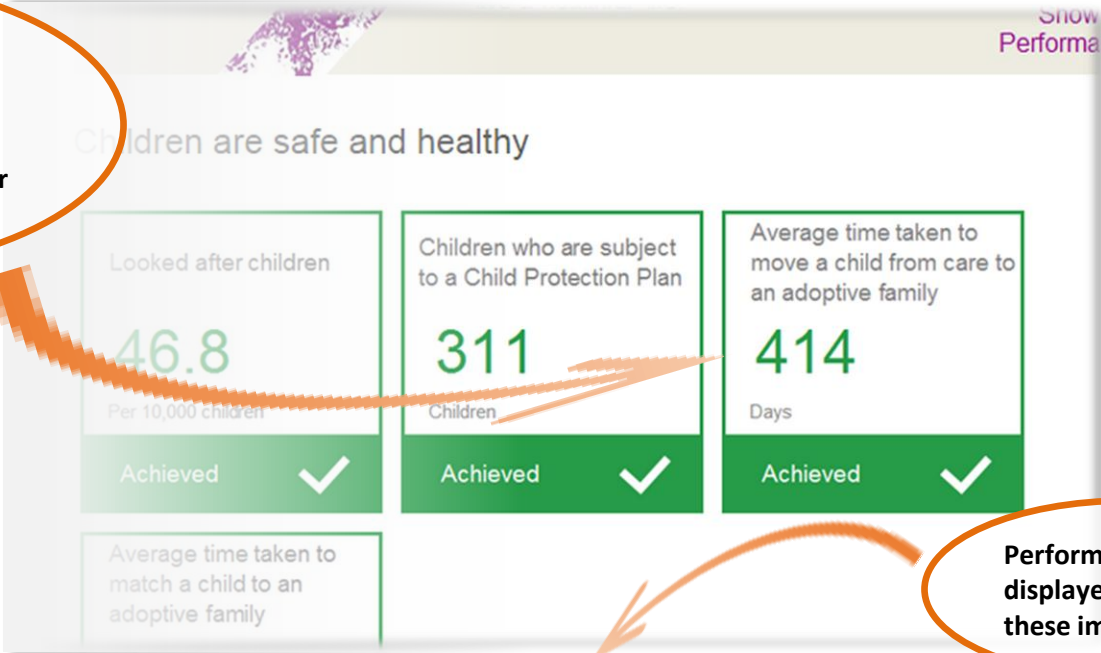 Show
Performa
r
Children are safe and healthy
Looked after children
46.8
Per 10,000 children
Achieved
Children who are subject
to a Child Protection Plan
311
Children
Achieved
Average time taken to
move a child from care to
an adoptive family
414
Days
Achieved
Average time taken to
match a child to an
adoptive family
Perform
displaye
these im